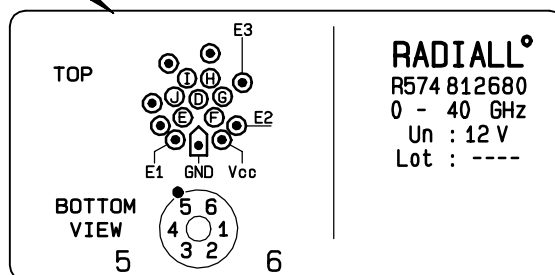 E3
TOP
I H
J D G
E F
E2
E1 GND Vcc
BOTTOM
VIEW
5 6
4 1
3 2
5 6
RADIALL°
R574 812680
0 - 40 GHz
Un : 12 V
Lot : ----